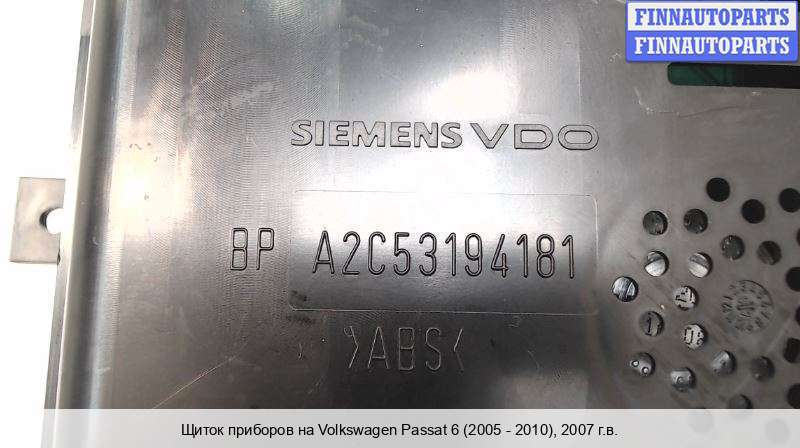 FINNAUTOPARTS
FINNAUTOPARTS
SIEMENS VDO
BP A2C53194181
>ABS<
Щиток приборов на Volkswagen Passat 6 (2005 - 2010), 2007 г.в.